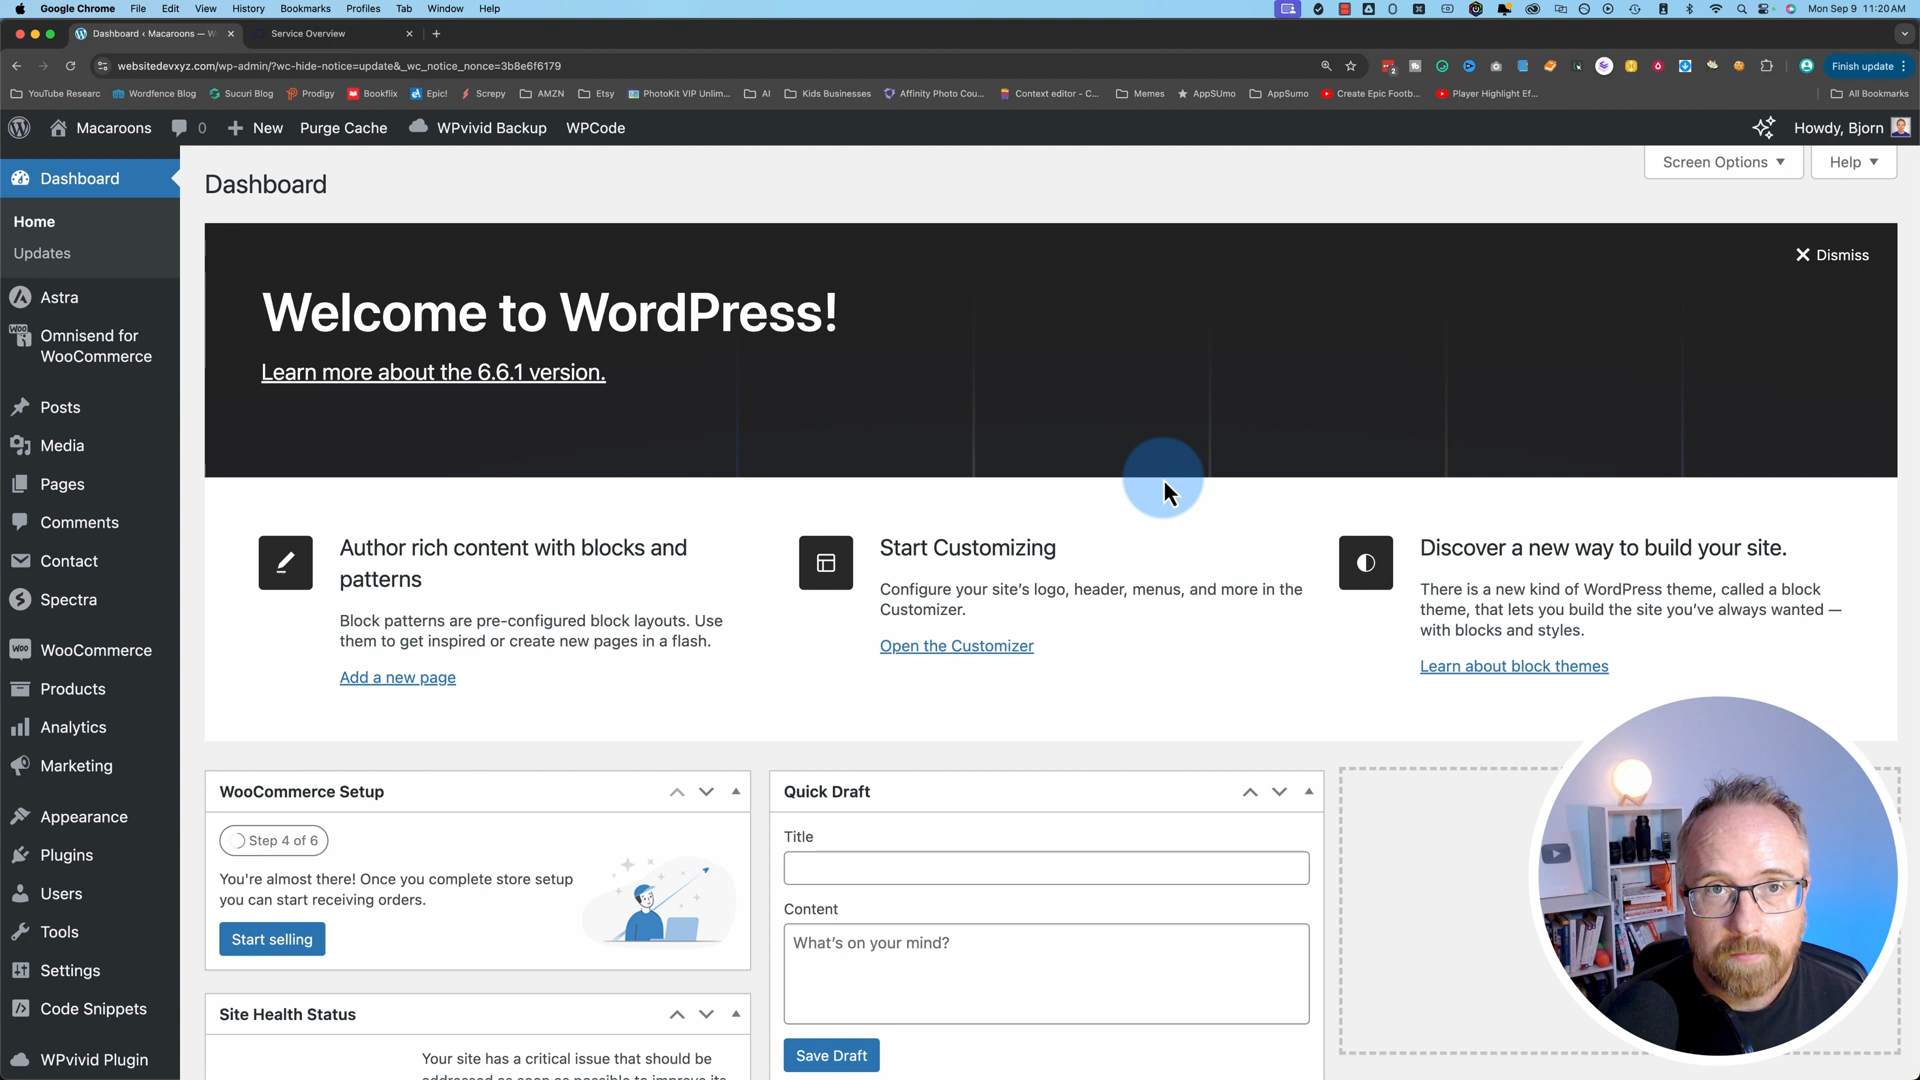 Google Chrome File Edit View History Bookmarks Profiles Tab Window Help Mon Sep 9 11:20 AM
Dashboard ‹ Macaroons — W Service Overview
websitedevxyz.com/wp-admin/?wc-hide-notice=update&_wc_notice_nonce=3b8e6f6179 2 Finish update
YouTube Researc Wordfence Blog Sucuri Blog Prodigy Bookflix Epic! Screpy AMZN Etsy PhotoKit VIP Unlim... AI Kids Businesses Affinity Photo Cou... Context editor - C... Memes AppSUmo AppSumo Create Epic Footb... Player Highlight Ef... All Bookmarks
Macaroons 0 New Purge Cache WPvivid Backup WPCode Howdy, Bjorn
Screen Options Help
Dashboard
Home
Updates
Astra
Omnisend for
WooCommerce
Posts
Media
Pages
Comments
Contact
Spectra
WooCommerce
Products
Analytics
Marketing
Appearance
Plugins
Users
Tools
Settings
Code Snippets
WPvivid Plugin
Dashboard
Dismiss
Welcome to WordPress!
Learn more about the 6.6.1 version.
Author rich content with blocks and
patterns
Block patterns are pre-configured block layouts. Use
them to get inspired or create new pages in a flash.
Add a new page
Start Customizing
Configure your site's logo, header, menus, and more in the
Customizer.
Open the Customizer
Discover a new way to build your site.
There is a new kind of WordPress theme, called a block
theme, that lets you build the site you've always wanted —
with blocks and styles.
Learn about block themes
WooCommerce Setup
Step 4 of 6
You're almost there! Once you complete store setup
you can start receiving orders.
Start selling
Site Health Status
Your site has a critical issue that should be
Quick Draft
Title
Content
What's on your mind?
Save Draft